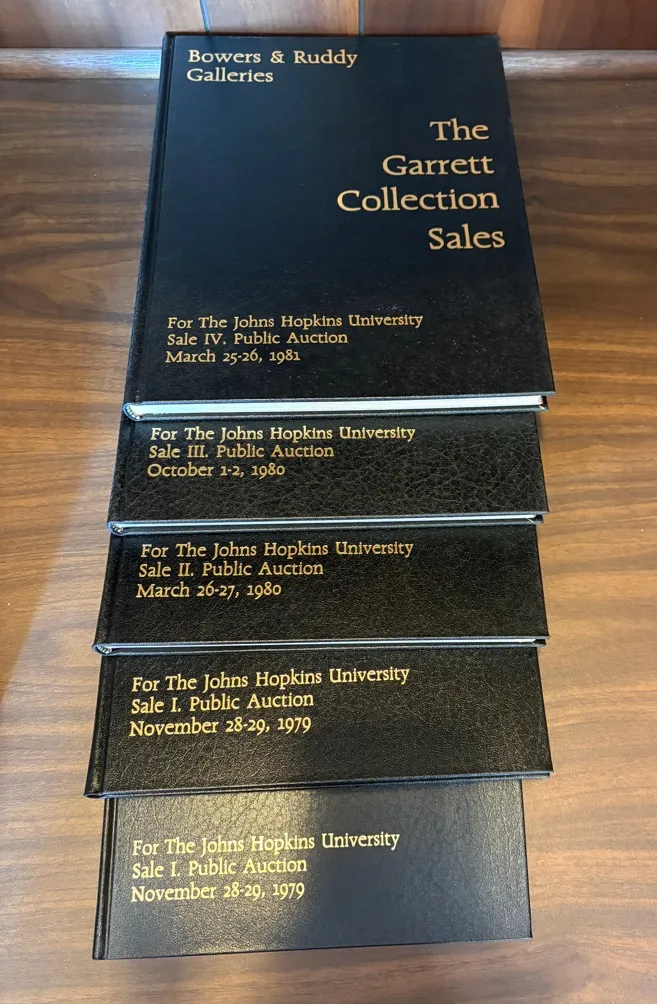 Bowers & Ruddy
Galleries
The
Garrett
Collection
Sales
For The Johns Hopkins University
Sale IV. Public Auction
March 25-26, 1981
For The Johns Hopkins University
Sale III. Public Auction
October 1-2, 1980
For The Johns Hopkins University
Sale II. Public Auction
March 26-27, 1980
For The Johns Hopkins University
Sale I. Public Auction
November 28-29, 1979
For The Johns Hopkins University
Sale I. Public Auction
November 28-29, 1979